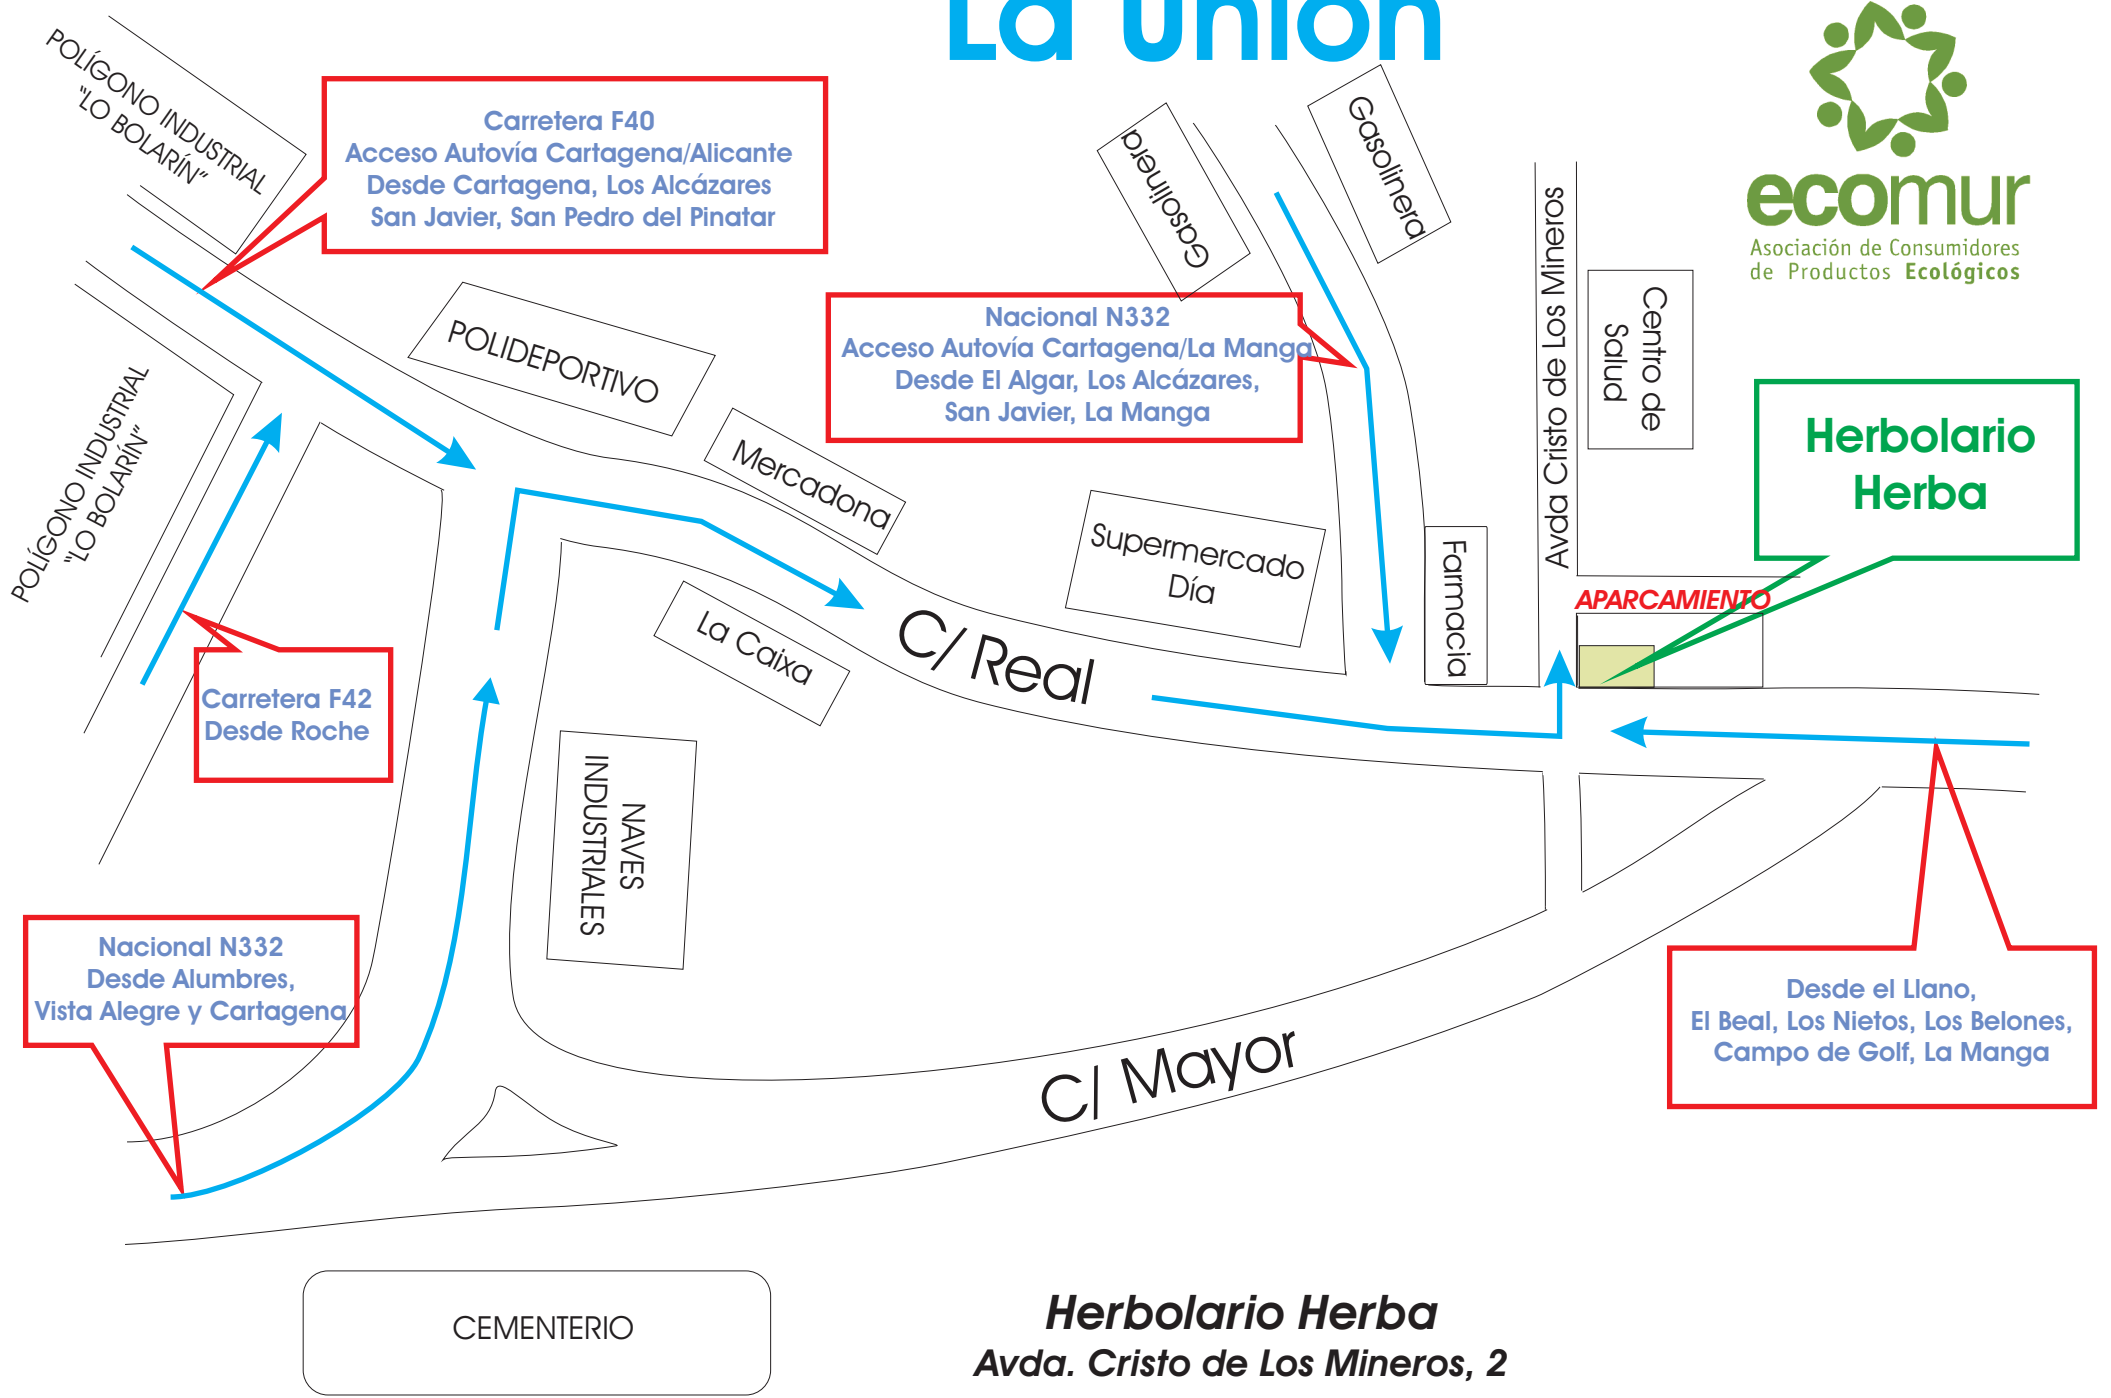 La Unión
ecomur
Asociación de Consumidores
de Productos Ecológicos
POLÍGONO INDUSTRIAL
"LO BOLARÍN"
Carretera F40
Acceso Autovía Cartagena/Alicante
Desde Cartagena, Los Alcázares
San Javier, San Pedro del Pinatar
Gasolinera
Gasolinera
Nacional N332
Acceso Autovía Cartagena/La Manga
Desde El Algar, Los Alcázares,
San Javier, La Manga
Avda Cristo de Los Mineros
Centro de
Salud
Herbolario
Herba
POLIDEPORTIVO
Mercadona
POLÍGONO INDUSTRIAL
"LO BOLARÍN"
Supermercado
Día
Farmacia
APARCAMIENTO
La Caixa
C/ Real
Carretera F42
Desde Roche
NAVES
INDUSTRIALES
Nacional N332
Desde Alumbres,
Vista Alegre y Cartagena
Desde el Llano,
El Beal, Los Nietos, Los Belones,
Campo de Golf, La Manga
C/ Mayor
CEMENTERIO
Herbolario Herba
Avda. Cristo de Los Mineros, 2